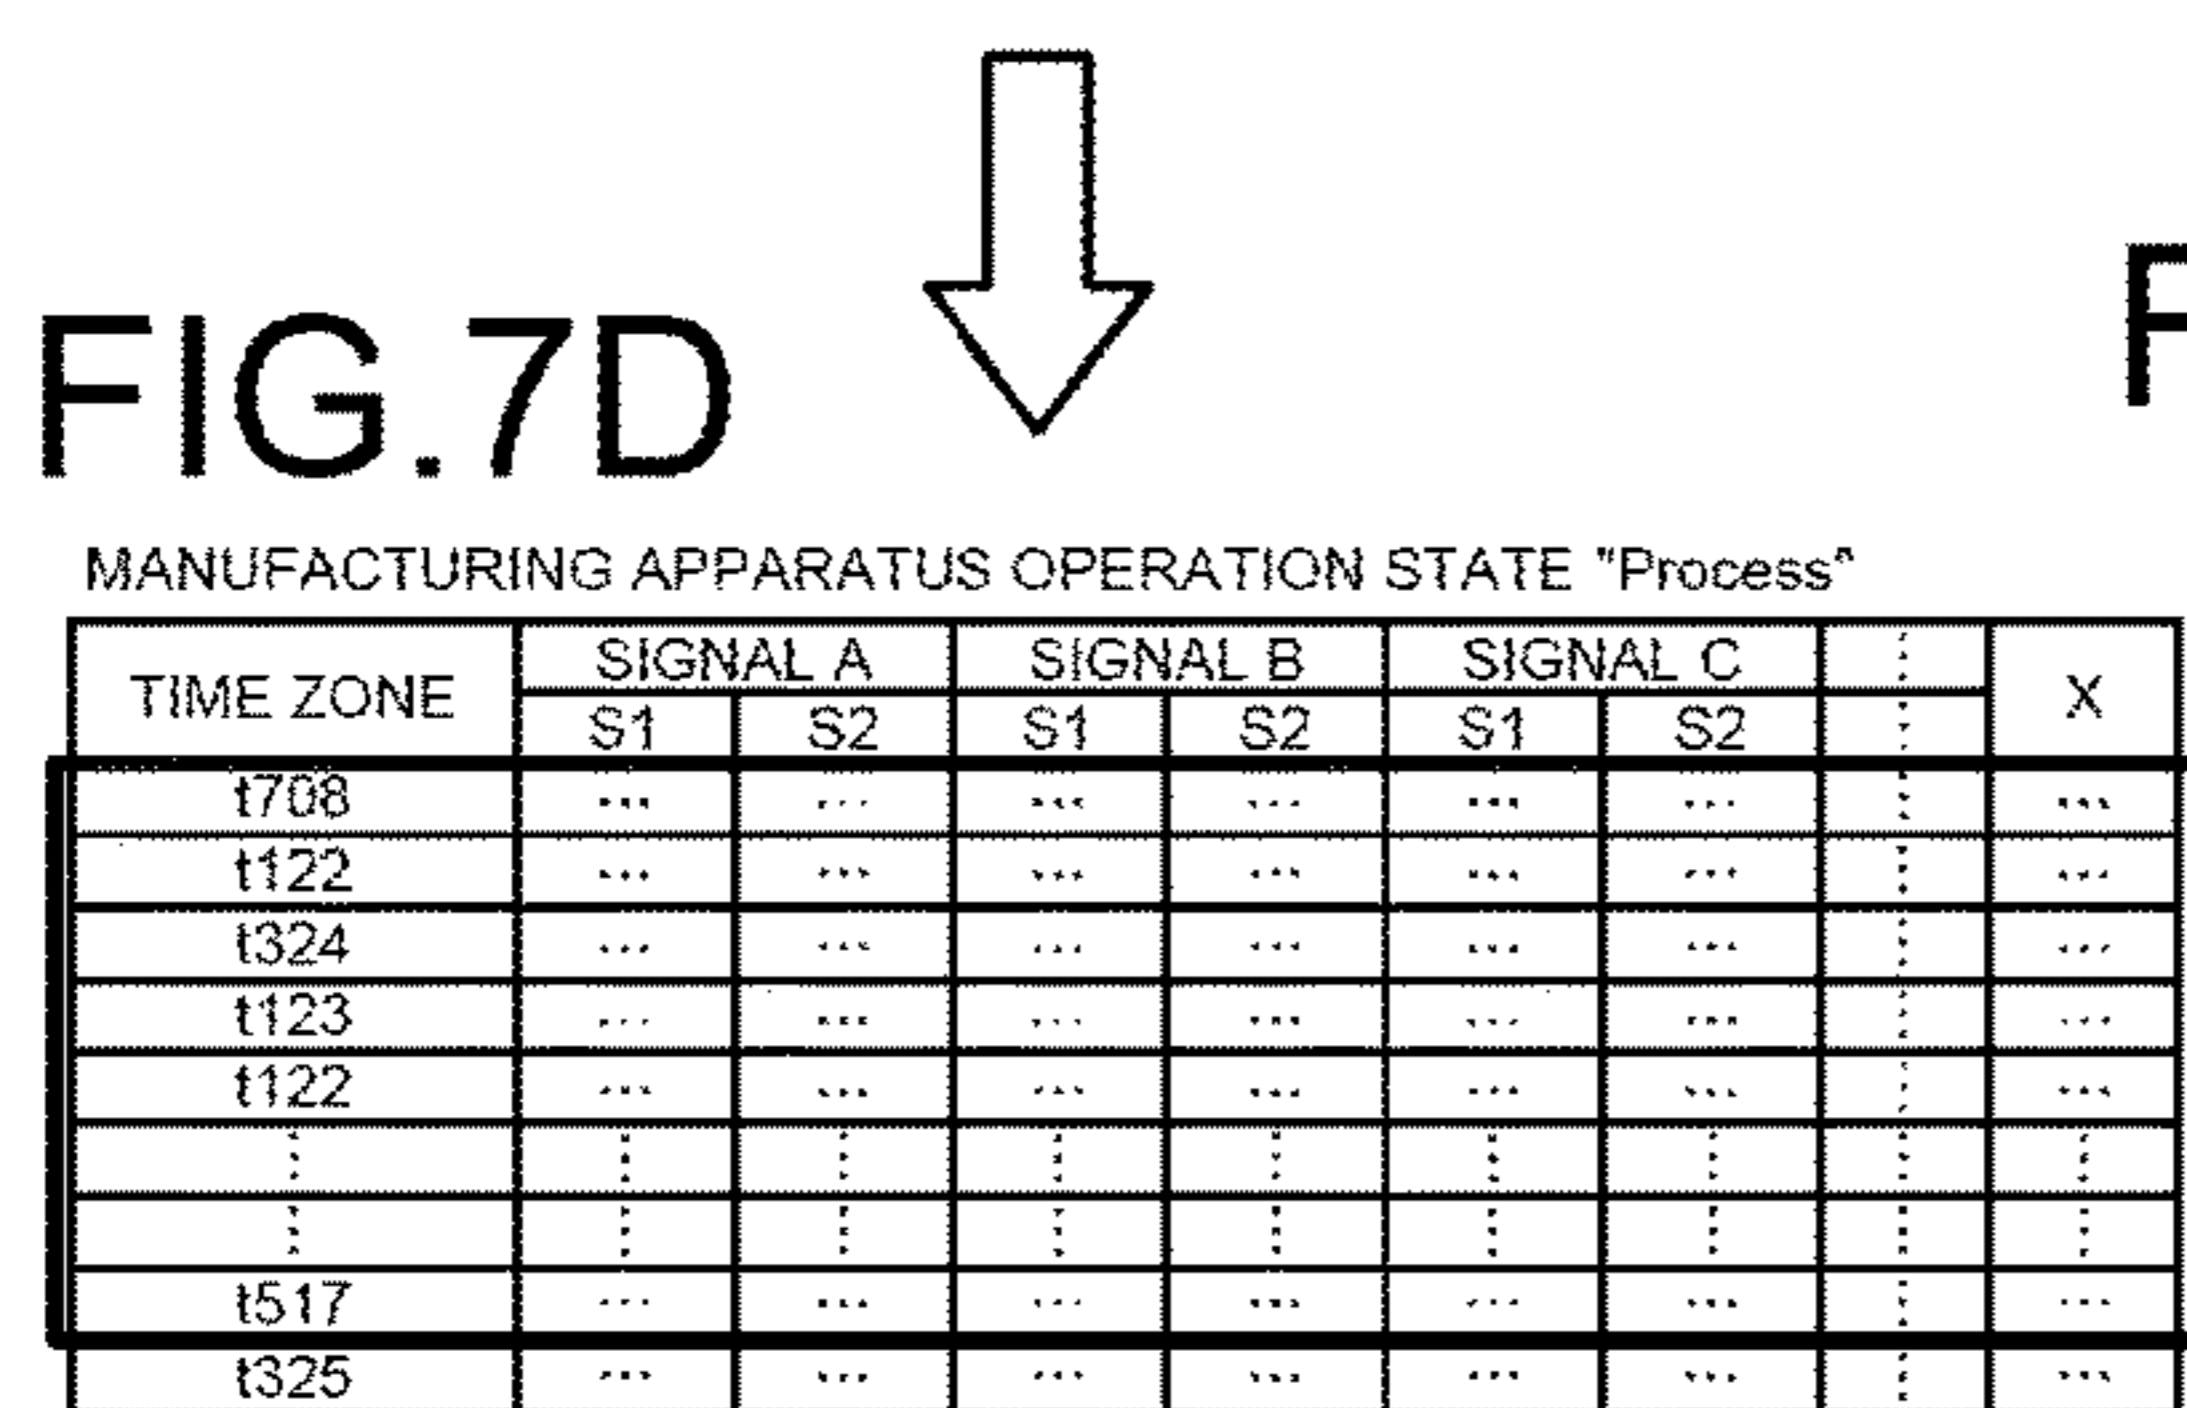 FIG.7D
F
MANUFACTURING APPARATUS OPERATION STATE "Process"
TIME ZONE SIGNAL A SIGNAL B SIGNAL C ⋮ X
S1 S2 S1 S2 S1 S2 ⋮
t708 ... ... ... ... ... ... ⋮ ...
t122 ... ... ... ... ... ... ⋮ ...
t324 ... ... ... ... ... ... ⋮ ...
t123 ... ... ... ... ... ... ⋮ ...
t122 ... ... ... ... ... ... ⋮ ...
⋮ ⋮ ⋮ ⋮ ⋮ ⋮ ⋮ ⋮ ⋮
⋮ ⋮ ⋮ ⋮ ⋮ ⋮ ⋮ ⋮ ⋮
t517 ... ... ... ... ... ... ⋮ ...
t325 ... ... ... ... ... ... ⋮ ...